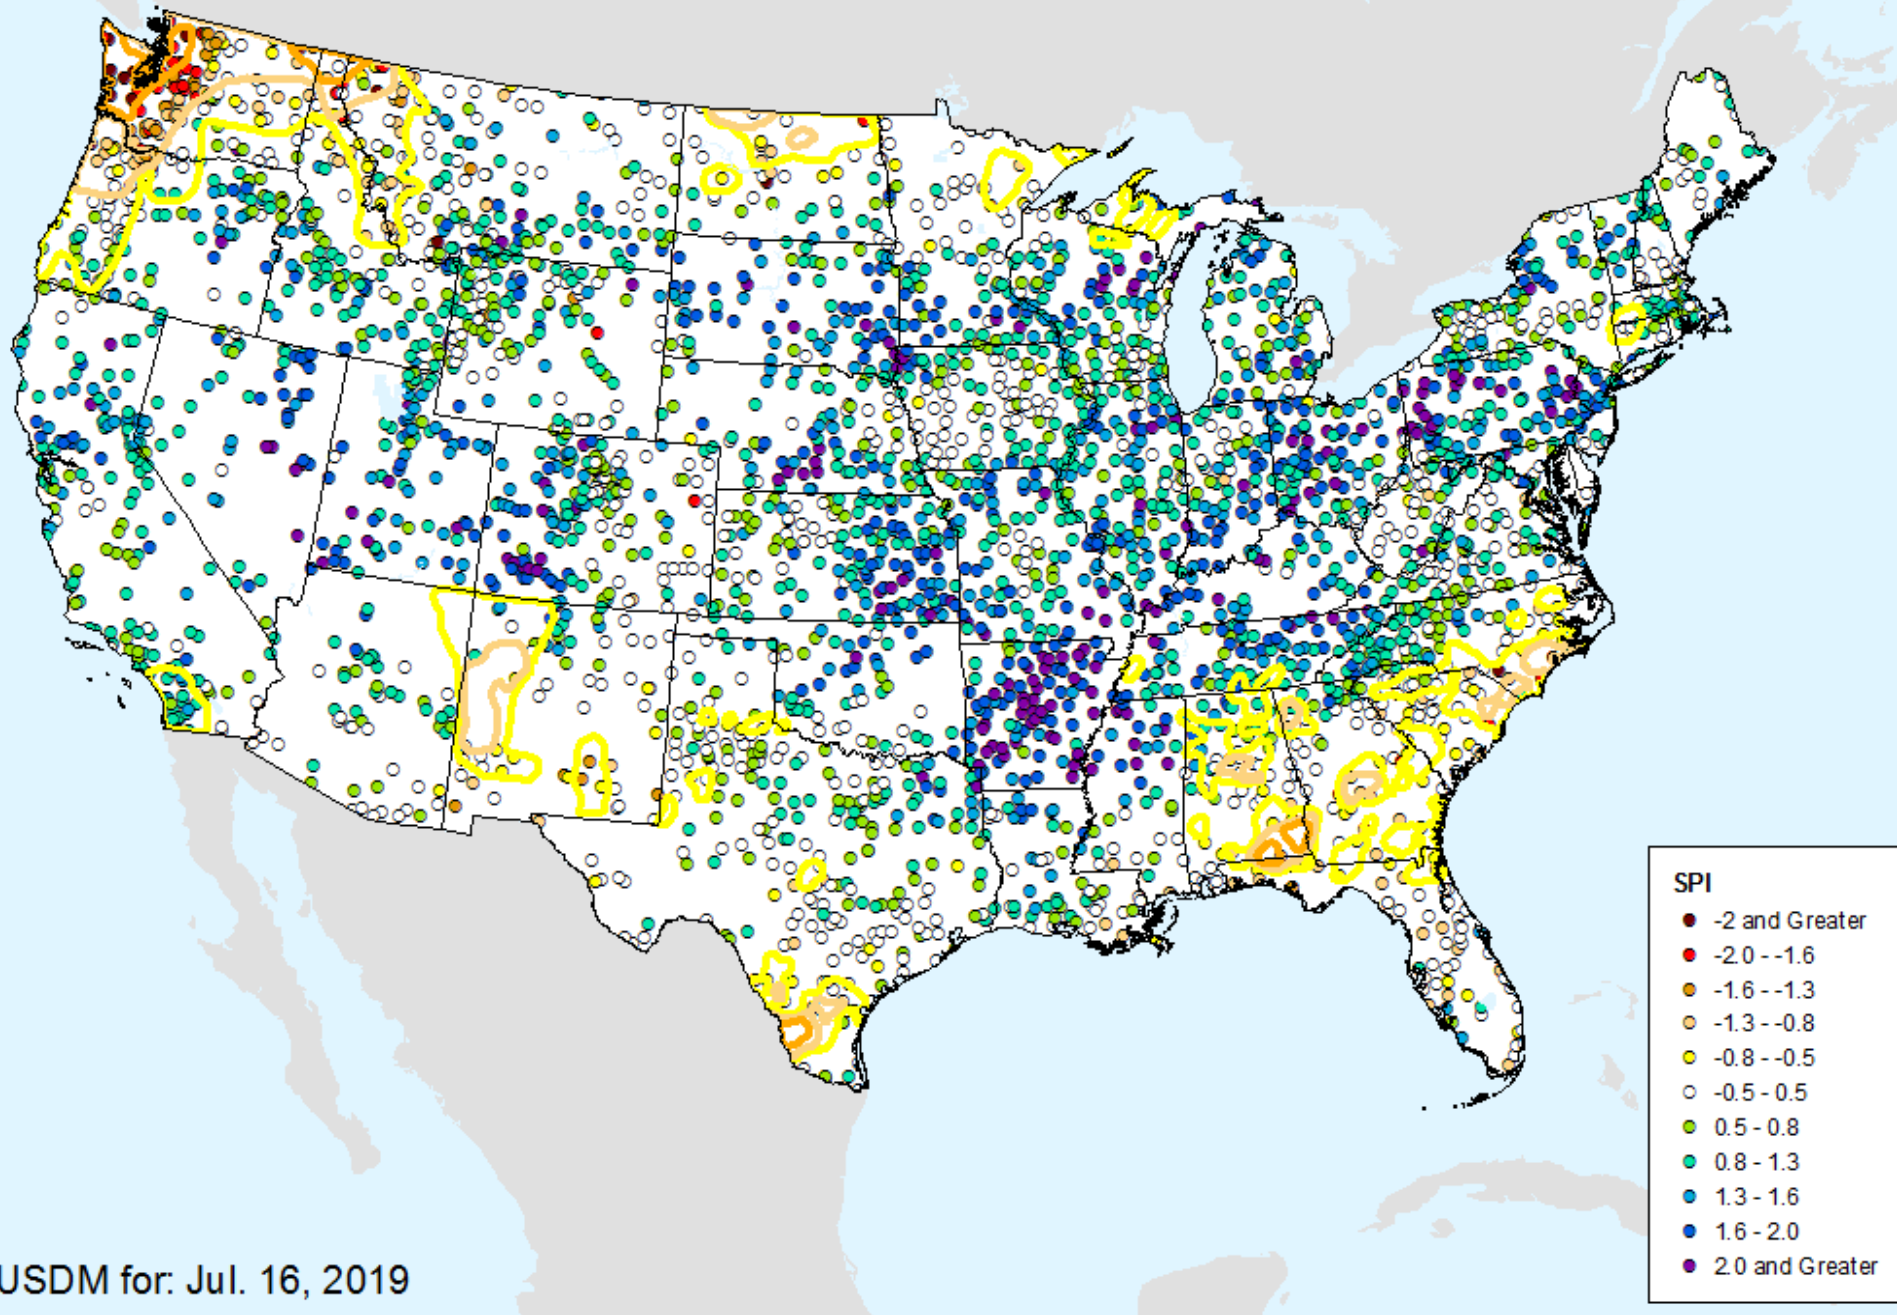 SPI
-2 and Greater
-2.0 - -1.6
-1.6 - -1.3
-1.3 - -0.8
-0.8 - -0.5
-0.5 - 0.5
0.5 - 0.8
0.8 - 1.3
1.3 - 1.6
1.6 - 2.0
2.0 and Greater
USDM for: Jul. 16, 2019